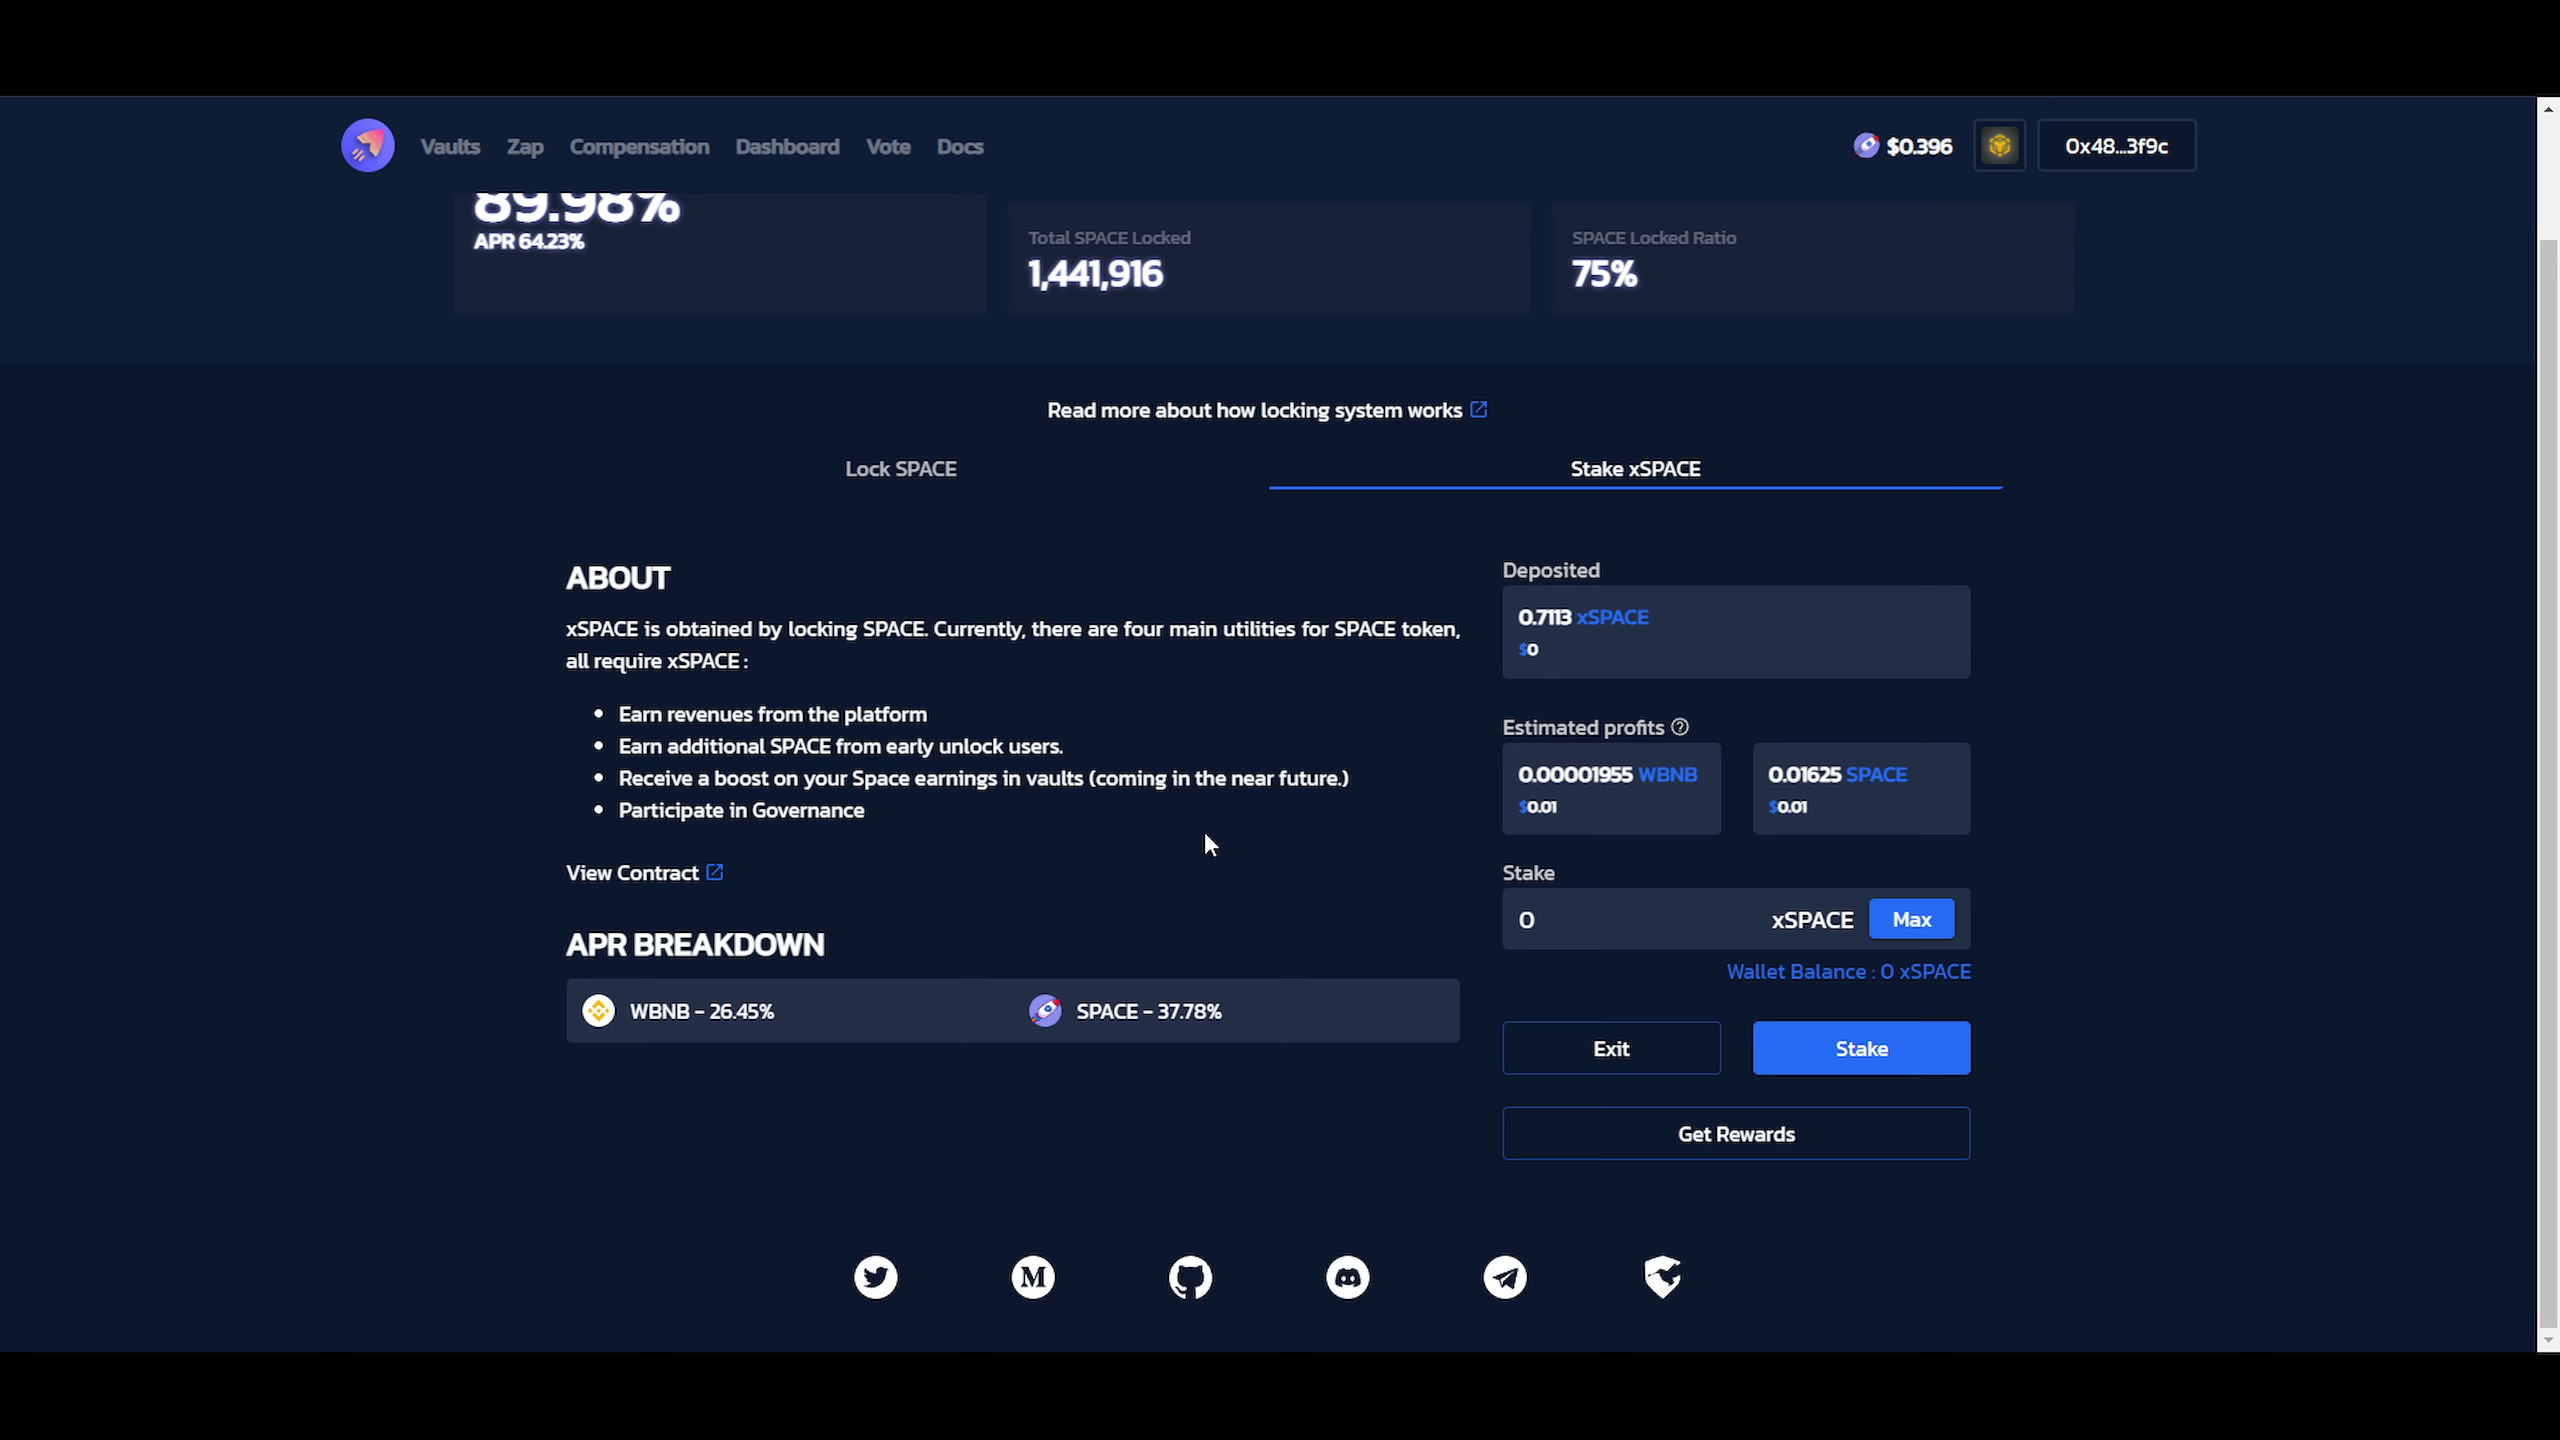 Vaults Zap Compensation Dashboard Vote Docs $0.396 0x48...3f9c
89.98%
APR 64.23%
Total SPACE Locked
1,441,916
SPACE Locked Ratio
75%
Read more about how locking system works
Lock SPACE Stake xSPACE
ABOUT
xSPACE is obtained by locking SPACE. Currently, there are four main utilities for SPACE token,
all require xSPACE :
• Earn revenues from the platform
• Earn additional SPACE from early unlock users.
• Receive a boost on your Space earnings in vaults (coming in the near future.)
• Participate in Governance
View Contract
APR BREAKDOWN
WBNB - 26.45% SPACE - 37.78%
Deposited
0.7113 xSPACE
$0
Estimated profits
0.00001955 WBNB
$0.01
0.01625 SPACE
$0.01
Stake
0 xSPACE Max
Wallet Balance : 0 xSPACE
Exit Stake
Get Rewards